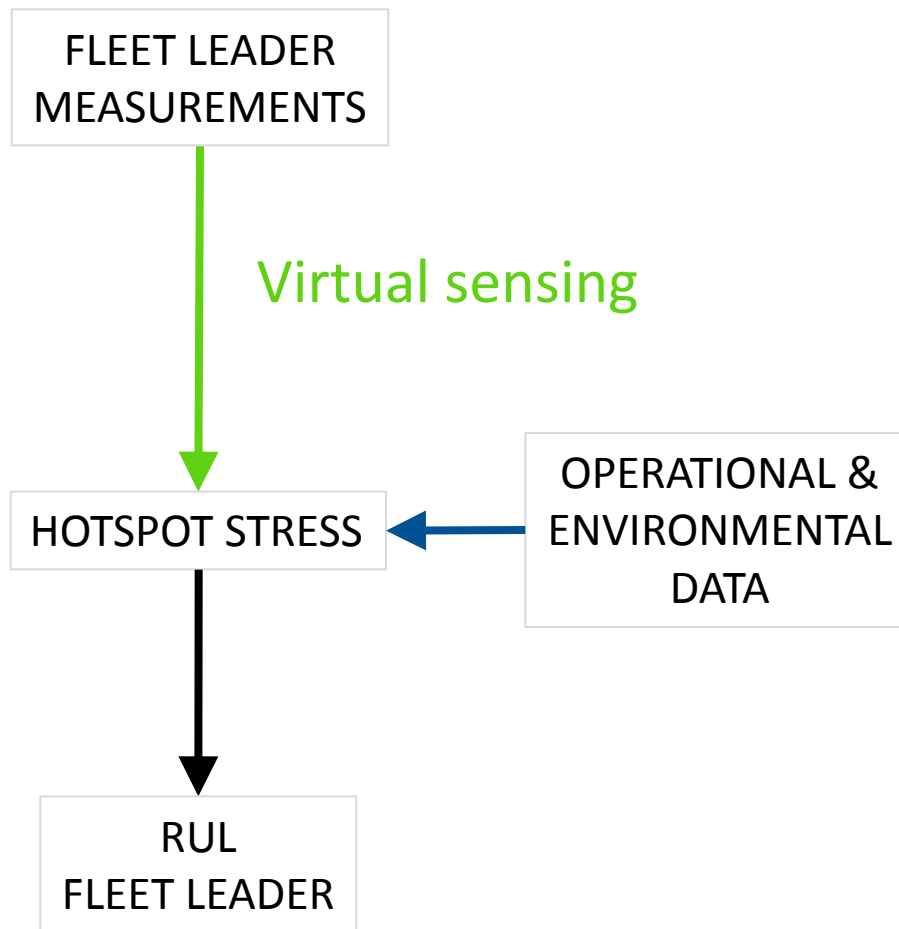 FLEET LEADER
MEASUREMENTS
Virtual sensing
HOTSPOT STRESS
OPERATIONAL &
ENVIRONMENTAL
DATA
RUL
FLEET LEADER